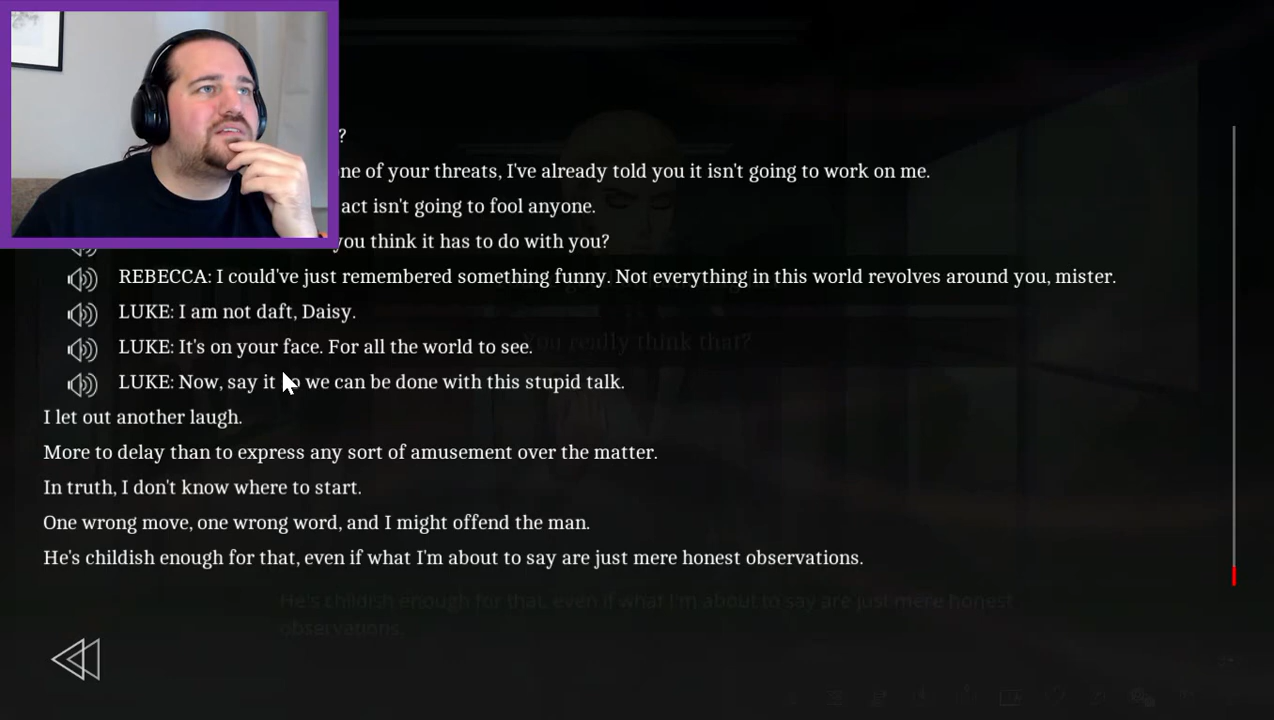 ?
one of your threats, I've already told you it isn't going to work on me.
act isn't going to fool anyone.
you think it has to do with you?
REBECCA: I could've just remembered something funny. Not everything in this world revolves around you, mister.
LUKE: I am not daft, Daisy.
You really think that?
LUKE: It's on your face. For all the world to see.
LUKE: Now, say it so we can be done with this stupid talk.
I let out another laugh.
More to delay than to express any sort of amusement over the matter.
In truth, I don't know where to start.
One wrong move, one wrong word, and I might offend the man.
He's childish enough for that, even if what I'm about to say are just mere honest observations.
He's childish enough for that, even if what I'm about to say are just mere honest
observations.